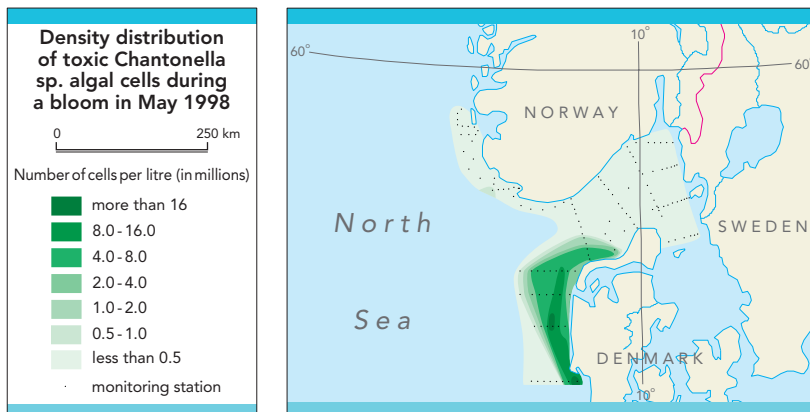 Density distribution
of toxic Chantonella
sp. algal cells during
a bloom in May 1998
0 250 km
Number of cells per litre (in millions)
more than 16
8.0 - 16.0
4.0 - 8.0
2.0 - 4.0
1.0 - 2.0
0.5 - 1.0
less than 0.5
monitoring station
10°
60°
60°
NORWAY
North
SWEDEN
Sea
DENMARK
10°